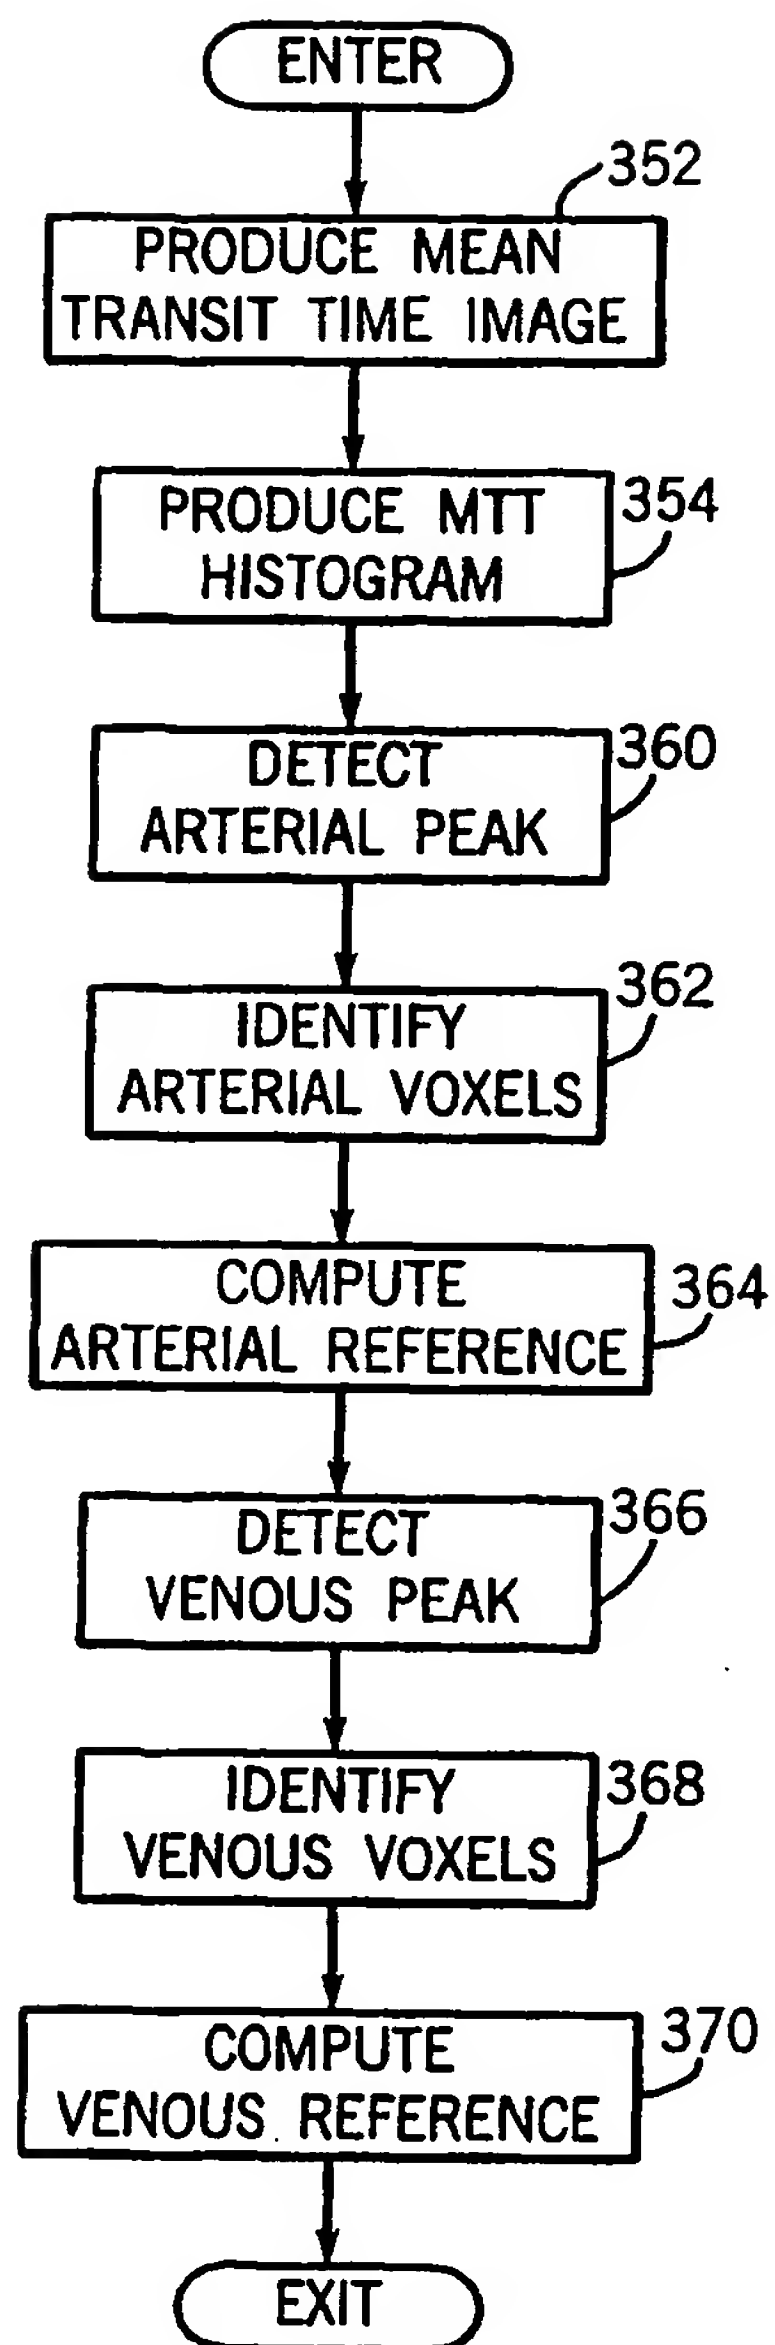 ENTER
352
PRODUCE MEAN
TRANSIT TIME IMAGE
PRODUCE MTT
HISTOGRAM
354
DETECT
ARTERIAL PEAK
360
IDENTIFY
ARTERIAL VOXELS
362
COMPUTE
ARTERIAL REFERENCE
364
DETECT
VENOUS PEAK
366
IDENTIFY
VENOUS VOXELS
368
COMPUTE
VENOUS REFERENCE
370
EXIT